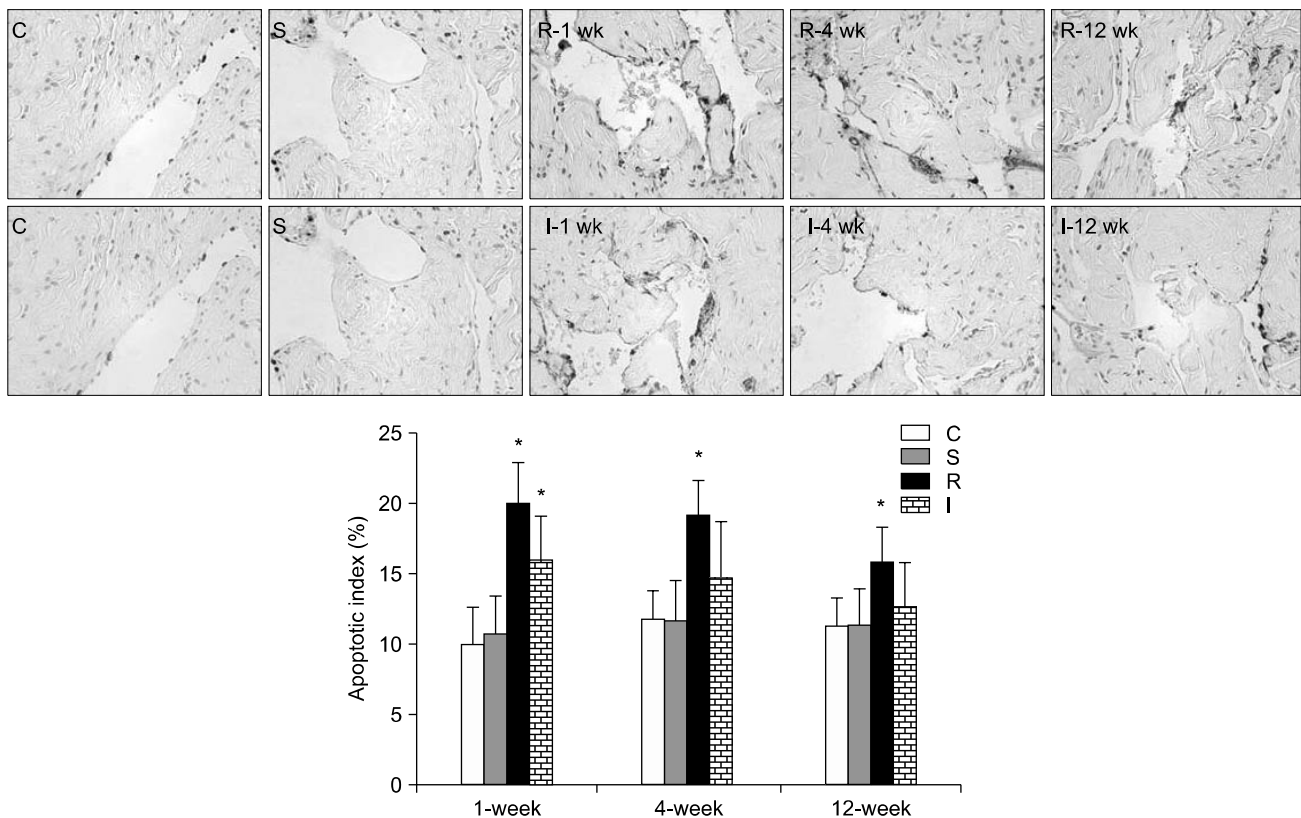 C
S
R-1 wk
R-4 wk
R-12 wk
C
S
I-1 wk
I-4 wk
I-12 wk
Apoptotic index (%)
25
20
15
10
5
0
* *
*
*
C
S
R
I
1-week
4-week
12-week